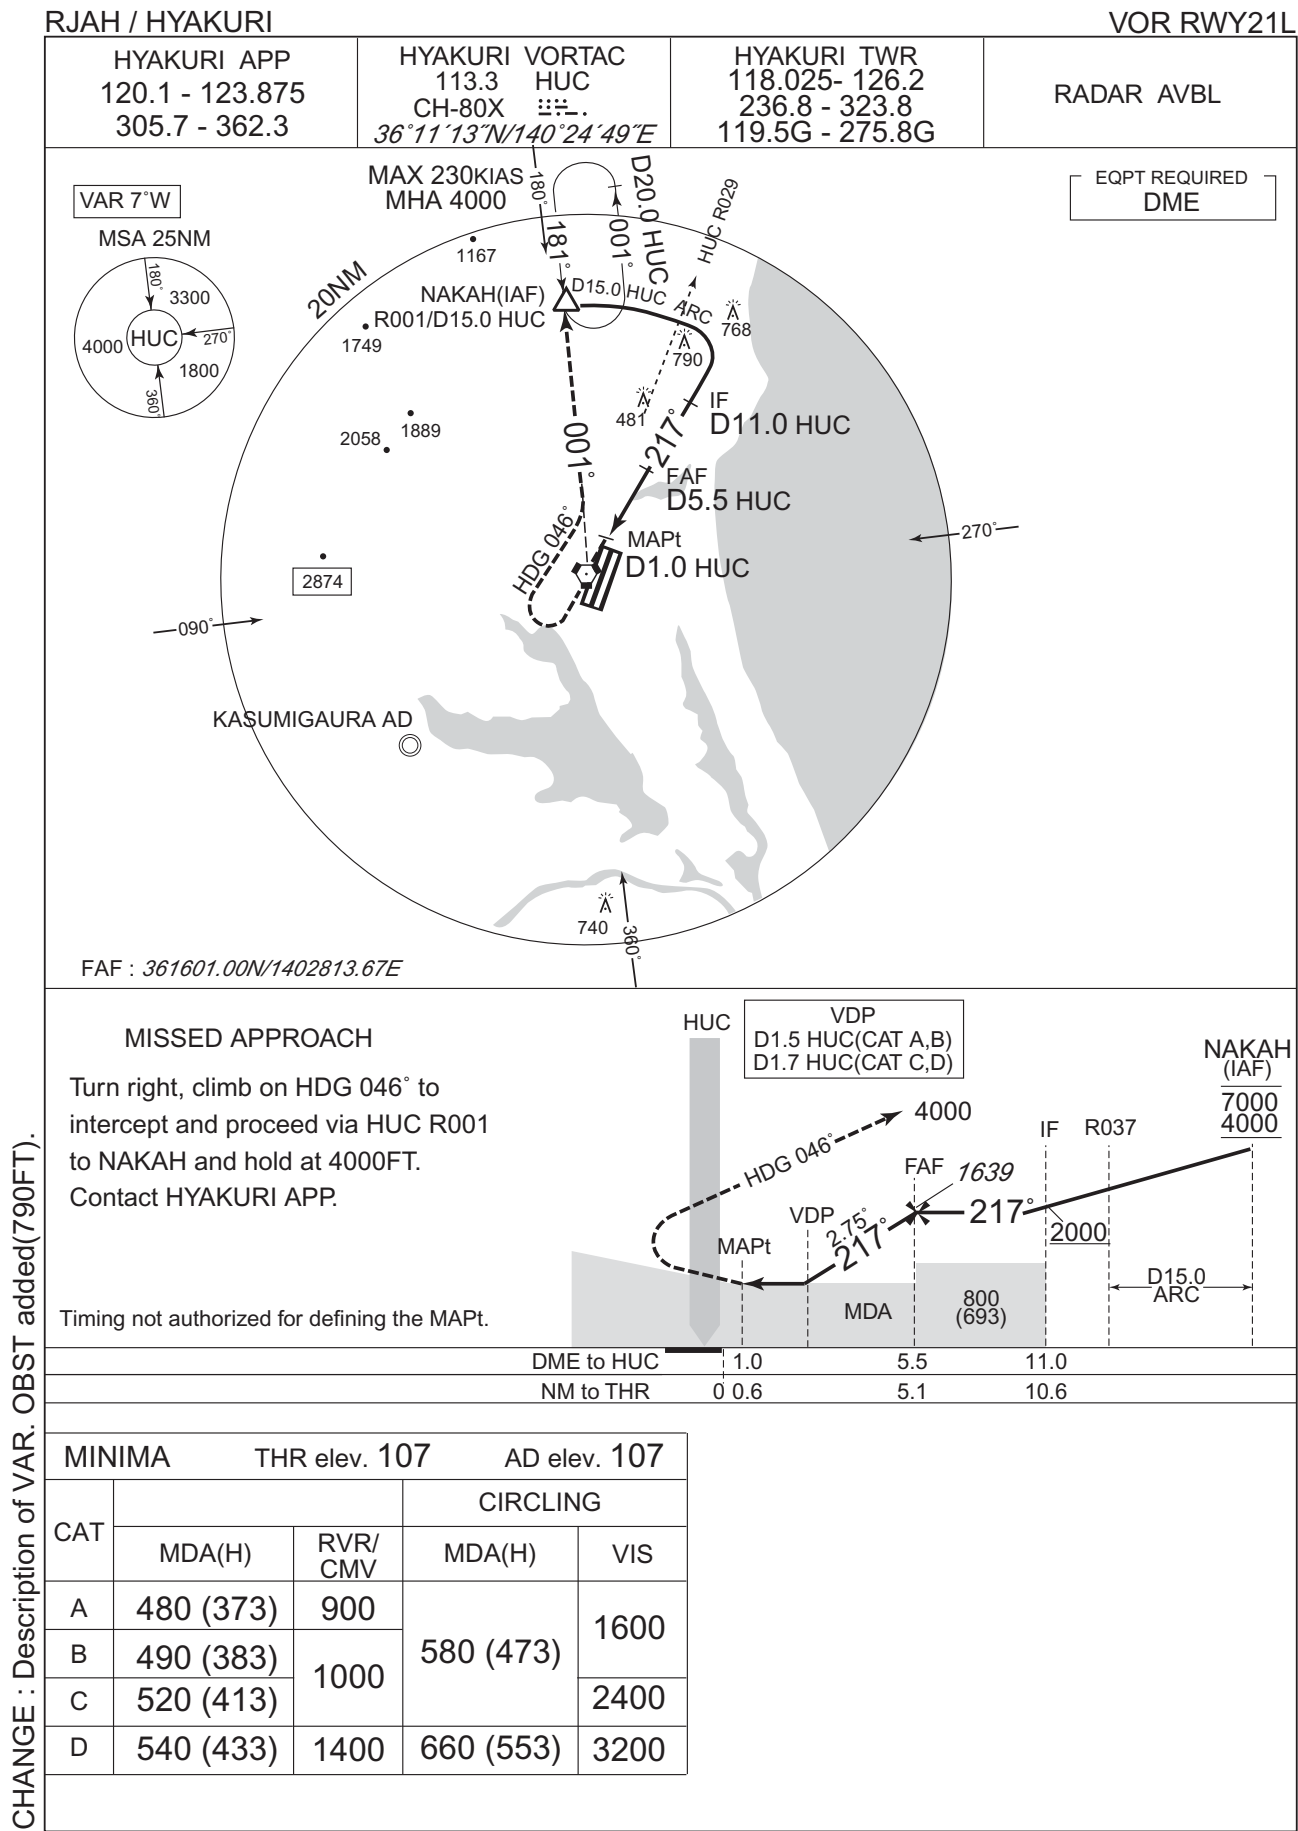 RJAH / HYAKURI
VOR RWY21L
HYAKURI APP
120.1 - 123.875
305.7 - 362.3
HYAKURI VORTAC
113.3 HUC
CH-80X
36°11´13˝N/140°24´49˝E
HYAKURI TWR
118.025- 126.2
236.8 - 323.8
119.5G - 275.8G
RADAR AVBL
VAR 7°W
MSA 25NM
180°
3300
HUC
4000
270°
1800
360°
MAX 230KIAS
MHA 4000
180°
181°
001°
D20.0 HUC
HUC R029
EQPT REQUIRED
DME
1167
20NM
NAKAH(IAF)
R001/D15.0 HUC
D15.0 HUC ARC
768
1749
790
IF
D11.0 HUC
481
217°
001°
2058
1889
FAF
D5.5 HUC
HDG 046°
MAPt
D1.0 HUC
270°
2874
090°
KASUMIGAURA AD
740
360°
FAF : 361601.00N/1402813.67E
MISSED APPROACH
Turn right, climb on HDG 046° to
intercept and proceed via HUC R001
to NAKAH and hold at 4000FT.
Contact HYAKURI APP.
Timing not authorized for defining the MAPt.
HUC
VDP
D1.5 HUC(CAT A,B)
D1.7 HUC(CAT C,D)
NAKAH
(IAF)
7000
4000
4000
HDG 046°
IF
R037
FAF
1639
VDP
2.75°
217°
217°
2000
MAPt
MDA
800
(693)
D15.0
ARC
DME to HUC 1.0 5.5 11.0
NM to THR 0 0.6 5.1 10.6
MINIMA THR elev. 107 AD elev. 107
CAT
CIRCLING
MDA(H)
RVR/
CMV
MDA(H)
VIS
A 480 (373) 900
580 (473)
1600
B 490 (383)
1000
C 520 (413)
2400
D 540 (433) 1400 660 (553) 3200
CHANGE : Description of VAR. OBST added(790FT).